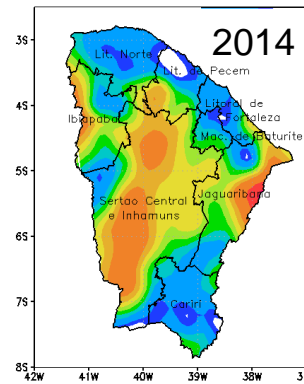 2014
3S
Lit. Norte
Lit. de Pecem
4S
Litoral de
Fortaleza
Ibiapaba
Mac. de Baturite
5S
Sertao Central
e Inhamuns
Jaguaribana
6S
7S
Cariri
8S
42W 41W 40W 39W 38W 3